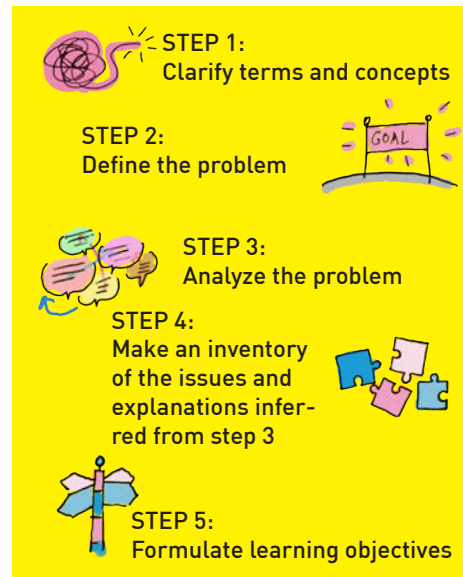 STEP 1:
Clarify terms and concepts
GOAL
STEP 2:
Define the problem
STEP 3:
Analyze the problem
STEP 4:
Make an inventory
of the issues and
explanations infer-
red from step 3
STEP 5:
Formulate learning objectives